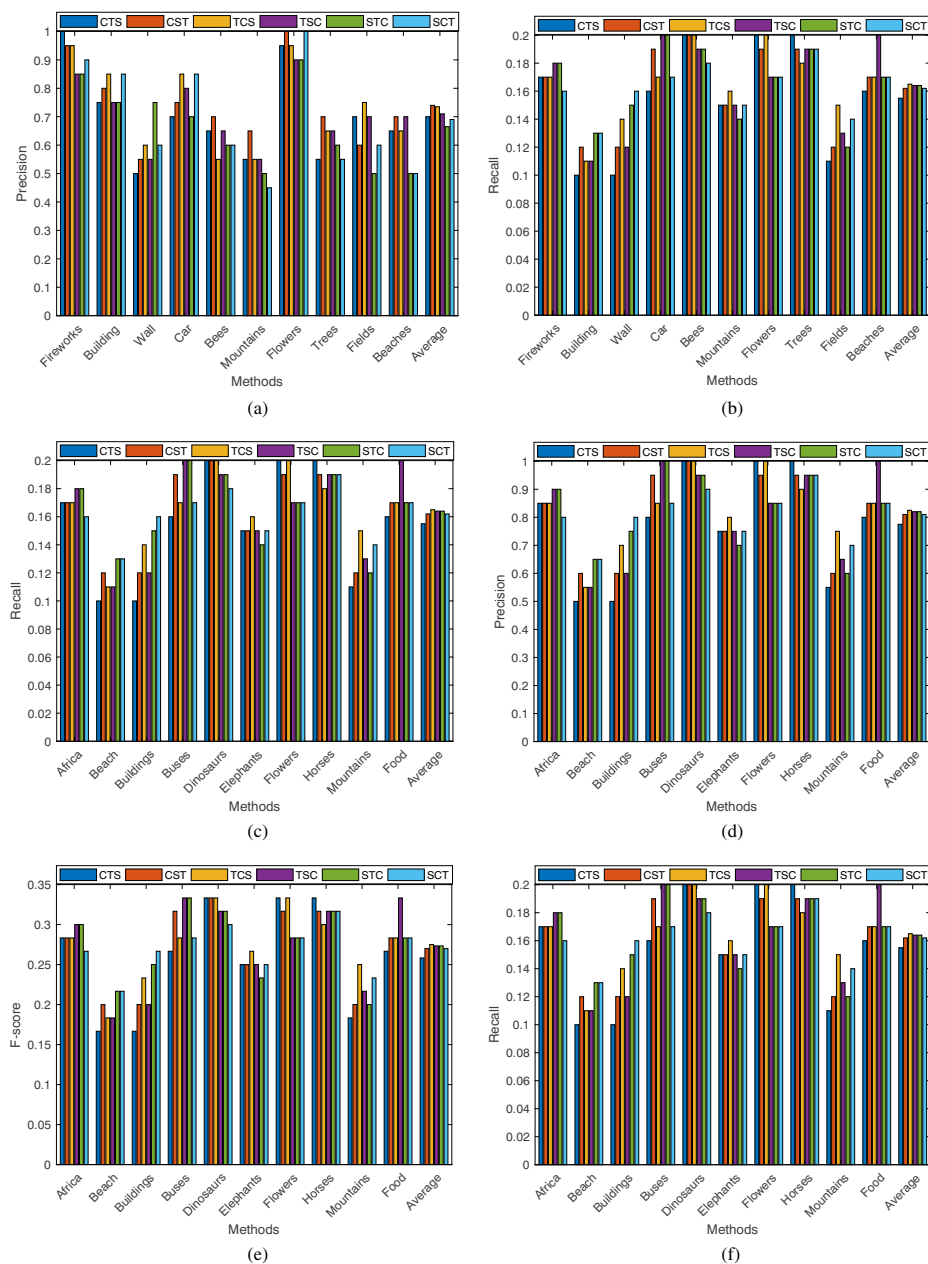 CTS CST TCS TSC STC SCT
1
0.9
0.8
0.7
0.6
0.5
0.4
0.3
0.2
0.1
0
Precision
Fireworks Building Wall Car Bees Mountains Flowers Trees Fields Beaches Average
Methods
(a)
CTS CST TCS TSC STC SCT
0.2
0.18
0.16
0.14
0.12
0.1
0.08
0.06
0.04
0.02
0
Recall
Fireworks Building Wall Car Bees Mountains Flowers Trees Fields Beaches Average
Methods
(b)
CTS CST TCS TSC STC SCT
0.2
0.18
0.16
0.14
0.12
0.1
0.08
0.06
0.04
0.02
0
Recall
Africa Beach Buildings Buses Dinosaurs Elephants Flowers Horses Mountains Food Average
Methods
(c)
CTS CST TCS TSC STC SCT
1
0.9
0.8
0.7
0.6
0.5
0.4
0.3
0.2
0.1
0
Precision
Africa Beach Buildings Buses Dinosaurs Elephants Flowers Horses Mountains Food Average
Methods
(d)
CTS CST TCS TSC STC SCT
0.35
0.3
0.25
0.2
0.15
0.1
0.05
0
F-score
Africa Beach Buildings Buses Dinosaurs Elephants Flowers Horses Mountains Food Average
Methods
(e)
CTS CST TCS TSC STC SCT
0.2
0.18
0.16
0.14
0.12
0.1
0.08
0.06
0.04
0.02
0
Recall
Africa Beach Buildings Buses Dinosaurs Elephants Flowers Horses Mountains Food Average
Methods
(f)